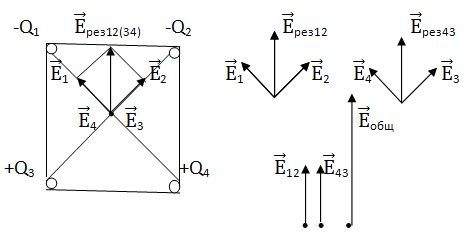 -Q₁ E⃗рез12(34) -Q₂ E⃗рез12 E⃗рез43
E⃗₁ E⃗₂ E⃗₁ E⃗₂ E⃗₄ E⃗₃
E⃗₄ E⃗₃ E⃗общ
+Q₃ +Q₄ E⃗₁₂ E⃗₄₃